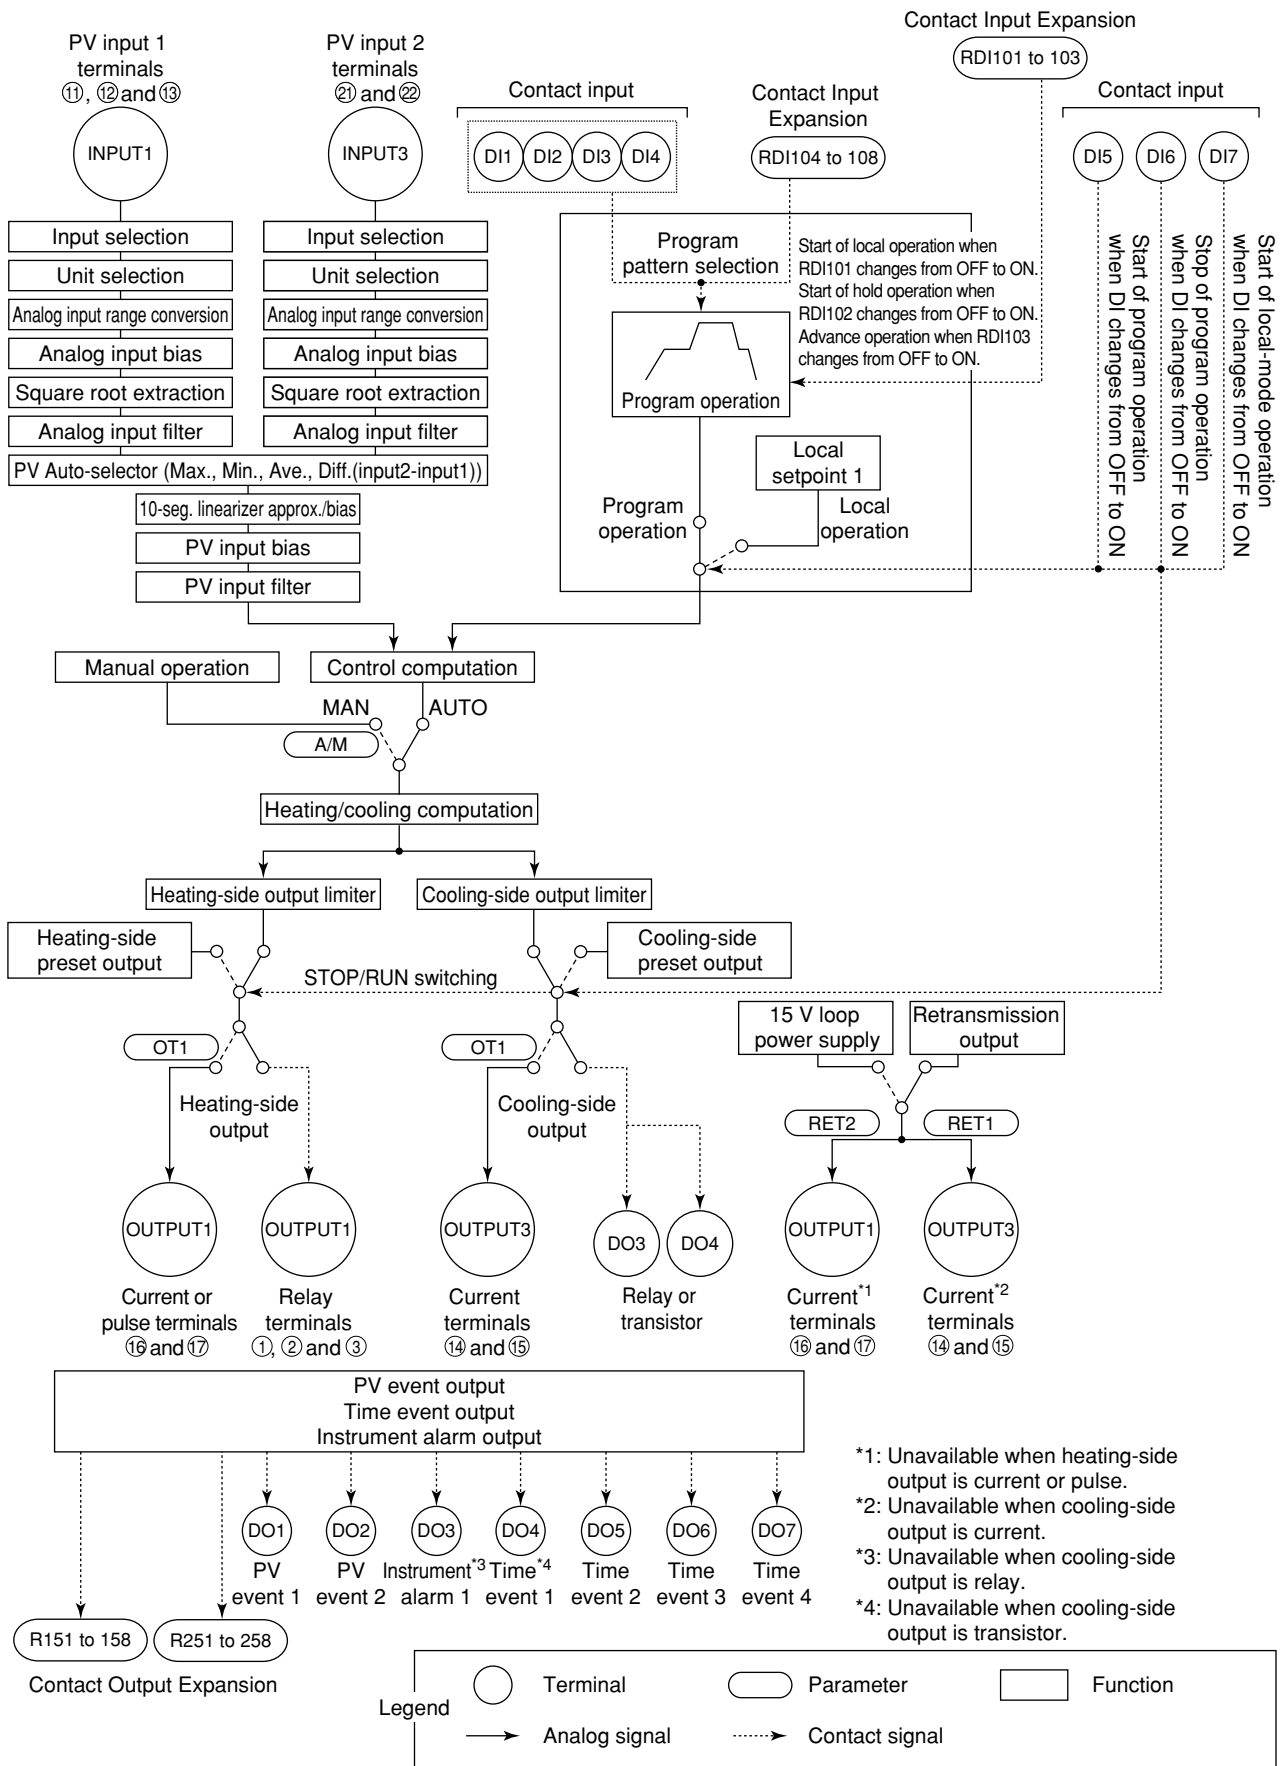 PV input 1
terminals
⑪, ⑫ and ⑬
INPUT1
PV input 2
terminals
㉑ and ㉒
INPUT3
Contact input
DI1 DI2 DI3 DI4
Contact Input
Expansion
RDI104 to 108
Contact Input Expansion
RDI101 to 103
Contact input
DI5 DI6 DI7
Input selection
Unit selection
Analog input range conversion
Analog input bias
Square root extraction
Analog input filter
Input selection
Unit selection
Analog input range conversion
Analog input bias
Square root extraction
Analog input filter
PV Auto-selector (Max., Min., Ave., Diff.(input2-input1))
10-seg. linearizer approx./bias
PV input bias
PV input filter
Program
pattern selection
Program operation
Start of local operation when
RDI101 changes from OFF to ON.
Start of hold operation when
RDI102 changes from OFF to ON.
Advance operation when RDI103
changes from OFF to ON.
Local
setpoint 1
Program
operation
Local
operation
Start of program operation
when DI changes from OFF to ON
Stop of program operation
when DI changes from OFF to ON
Start of local-mode operation
when DI changes from OFF to ON
Manual operation
Control computation
MAN
AUTO
A/M
Heating/cooling computation
Heating-side output limiter
Cooling-side output limiter
Heating-side
preset output
Cooling-side
preset output
STOP/RUN switching
OT1
Heating-side
output
OT1
Cooling-side
output
15 V loop
power supply
Retransmission
output
RET2
RET1
OUTPUT1
Current or
pulse terminals
⑯ and ⑰
OUTPUT1
Relay
terminals
①, ② and ③
OUTPUT3
Current
terminals
⑭ and ⑮
DO3 DO4
Relay or
transistor
OUTPUT1
Current*1
terminals
⑯ and ⑰
OUTPUT3
Current*2
terminals
⑭ and ⑮
PV event output
Time event output
Instrument alarm output
DO1
PV
event 1
DO2
PV
event 2
DO3
Instrument*3
alarm 1
DO4
Time*4
event 1
DO5
Time
event 2
DO6
Time
event 3
DO7
Time
event 4
R151 to 158
R251 to 258
Contact Output Expansion
*1: Unavailable when heating-side
output is current or pulse.
*2: Unavailable when cooling-side
output is current.
*3: Unavailable when cooling-side
output is relay.
*4: Unavailable when cooling-side
output is transistor.
Legend
Terminal
Parameter
Function
Analog signal
Contact signal